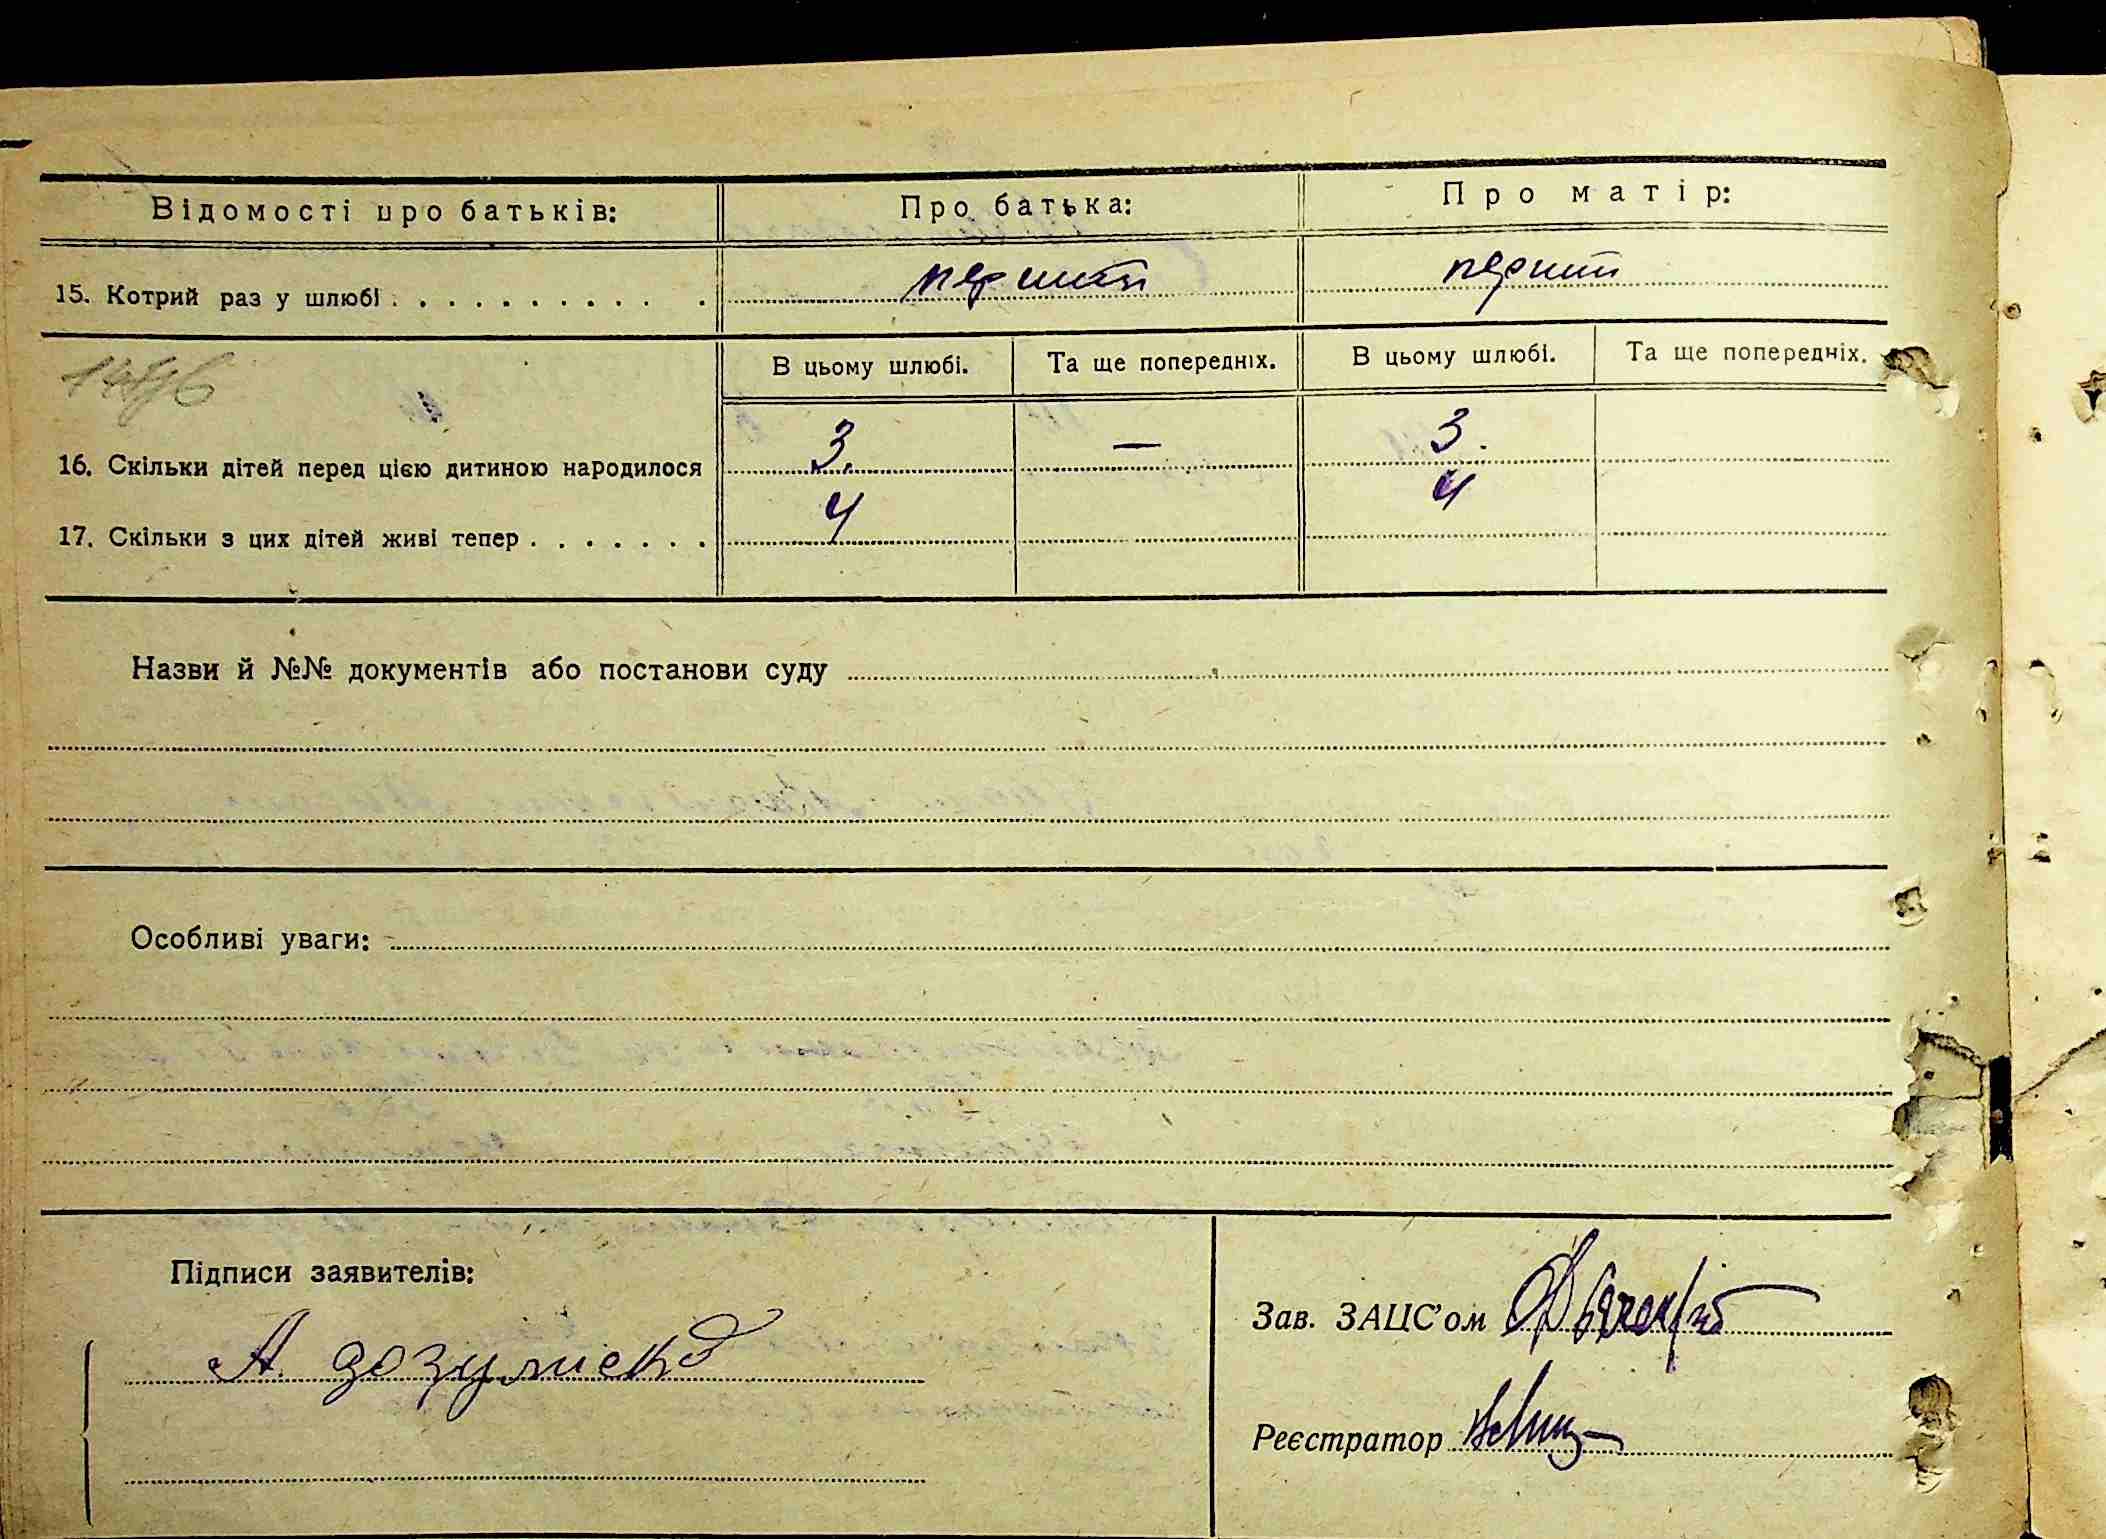 Відомості про батьків: Про батька: Про матір:
15. Котрий раз у шлюбі . . . . . . . . . . . . перший перший
В цьому шлюбі. Та ще попередніх. В цьому шлюбі. Та ще попередніх.
16. Скільки дітей перед цією дитиною народилося 3. — 3.
17. Скільки з цих дітей живі тепер . . . . . . . 4 4
Назви й №№ документів або постанови суду
Особливі уваги:
Підписи заявителів:
А.
Зав. ЗАЦС'ом
Реєстратор